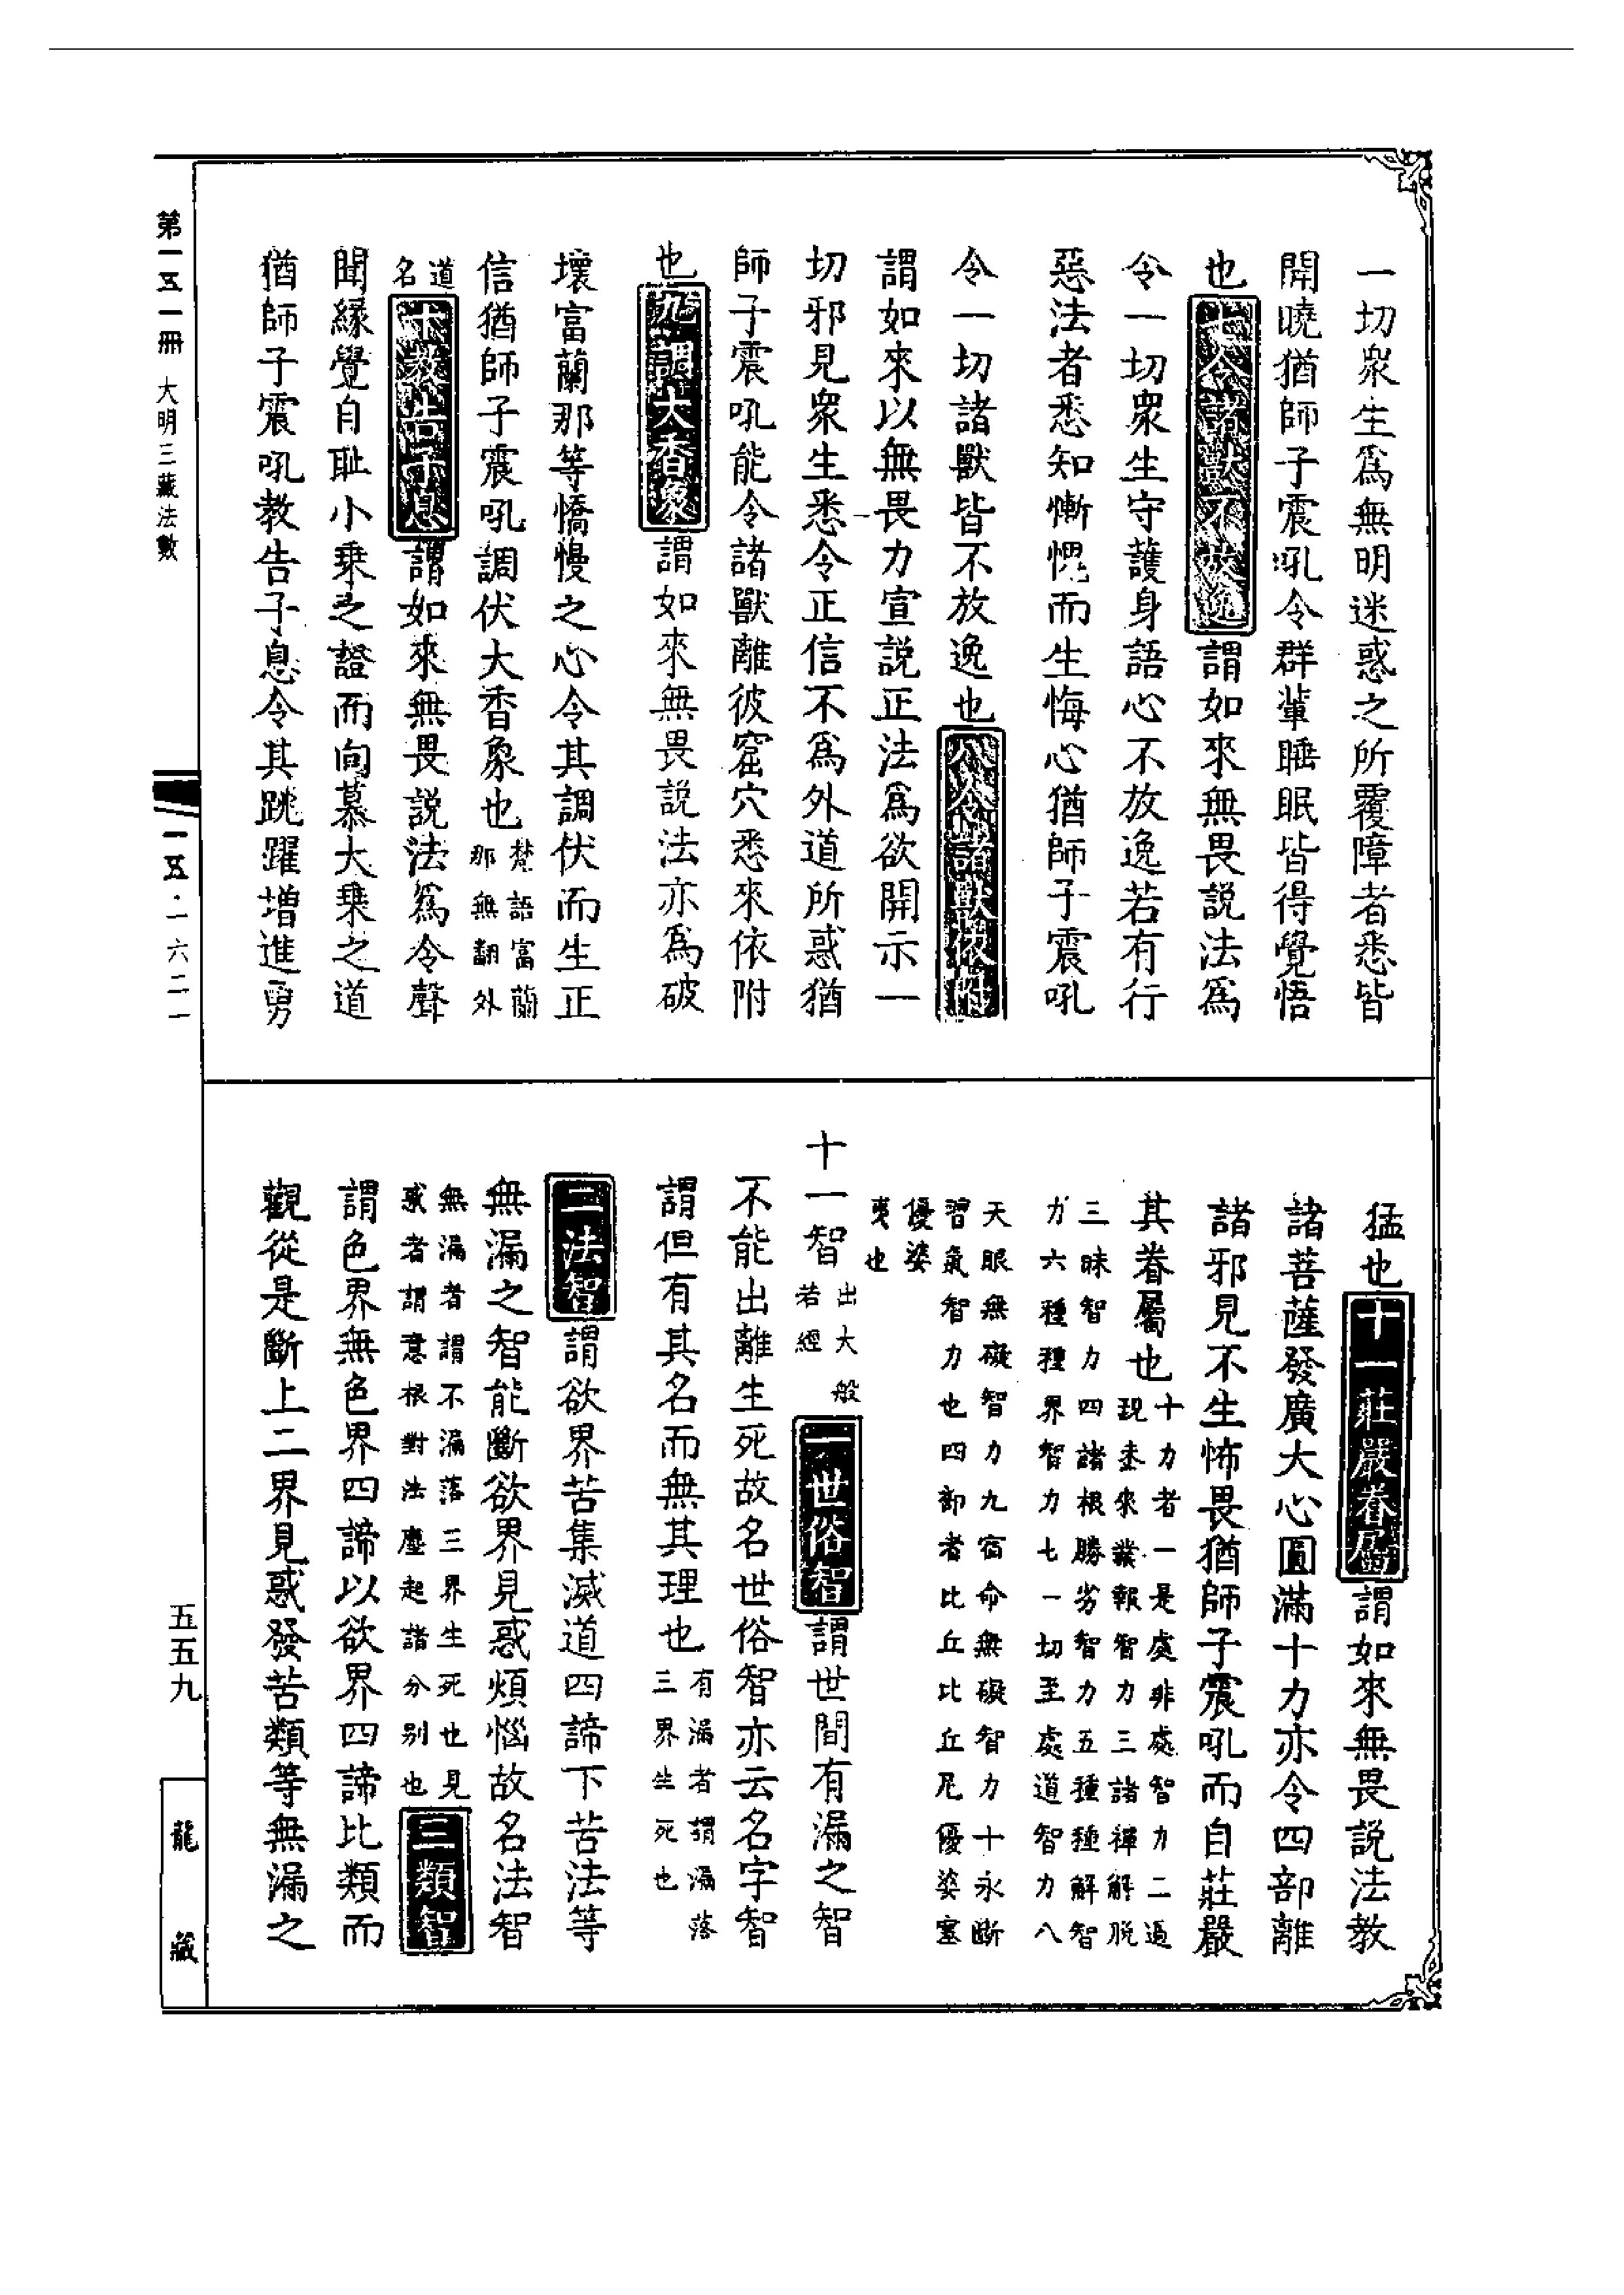 一切衆生爲無明迷惑之所覆障者悉皆
開曉猶師子震吼令群輩睡眠皆得覺悟
也七令諸獸不放逸謂如來無畏說法爲
令一切衆生守護身語心不放逸若有行
惡法者悉知慚愧而生悔心猶師子震吼
令一切諸獸皆不放逸也八令諸獸依附
謂如來以無畏力宣説正法爲欲開示一
切邪見衆生悉令正信不爲外道所惑猶
師子震吼能令諸獸離彼窟穴悉來依附
也九調大香象謂如來無畏説法亦爲破
壞富蘭那等憍慢之心令其調伏而生正
信猶師子震吼調伏大香象也梵語富蘭
那無翻外
道
名十教告子息謂如來無畏説法爲令聲
聞緣覺自耻小乘之證而向慕大乘之道
猶師子震吼教告子息令其跳躍增進勇
猛也十一莊嚴眷屬謂如來無畏説法教
諸菩薩發廣大心圓滿十力亦令四部離
諸邪見不生怖畏猶師子震吼而自莊嚴
其眷屬也十力者一是處非處智力二過
現未來業報智力三諸禪解脫
三昧智力四諸根勝劣智力五種種解智
力六種種界智力七一切至處道智力八
天眼無礙智力九宿命無礙智力十永斷
習氣智力也四部者比丘比丘尼優婆塞
優婆
夷也
十一智出大般
若經一世俗智謂世間有漏之智
不能出離生死故名世俗智亦云名字智
謂但有其名而無其理也有漏者謂漏落
三界生死也
二法智謂欲界苦集滅道四諦下苦法等
無漏之智能斷欲界見惑煩惱故名法智
無漏者謂不漏落三界生死也見
惑者謂意根對法塵起諸分別也三類智
謂色界無色界四諦以欲界四諦比類而
觀從是斷上二界見惑發苦類等無漏之
第一五一冊 大明三藏法數
一五·一六二一
五五九
龍藏